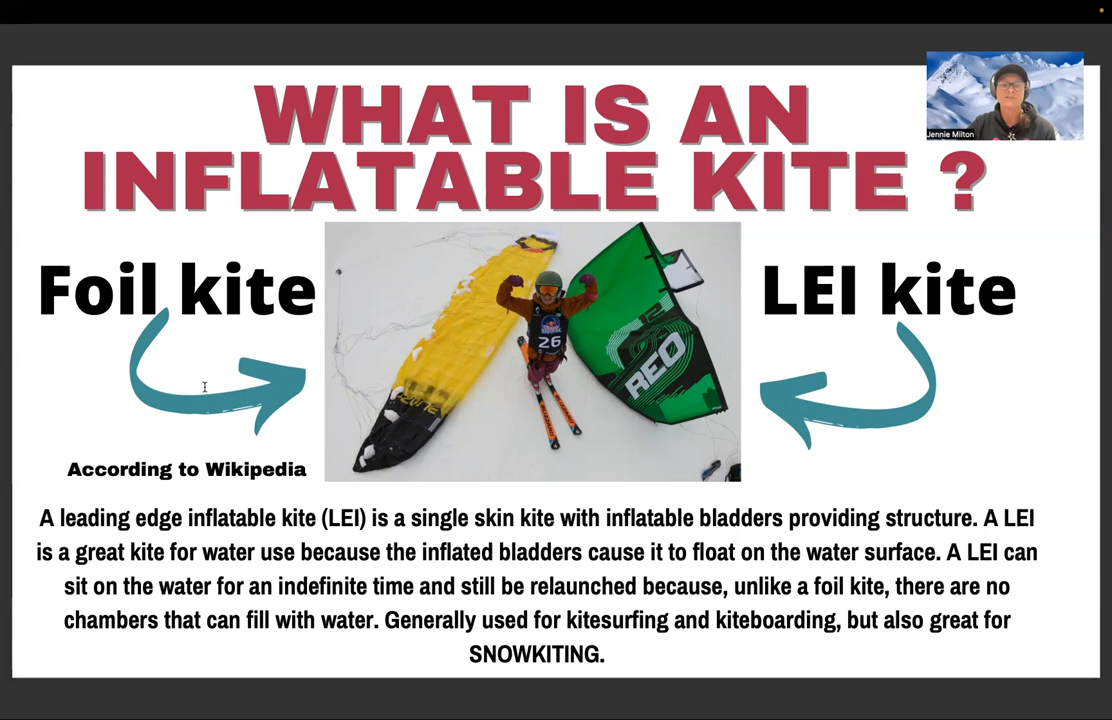 WHAT IS AN
INFLATABLE KITE ?
Jennie Milton
Foil kite
LEI kite
26
12
REO
According to Wikipedia
A leading edge inflatable kite (LEI) is a single skin kite with inflatable bladders providing structure. A LEI
is a great kite for water use because the inflated bladders cause it to float on the water surface. A LEI can
sit on the water for an indefinite time and still be relaunched because, unlike a foil kite, there are no
chambers that can fill with water. Generally used for kitesurfing and kiteboarding, but also great for
SNOWKITING.